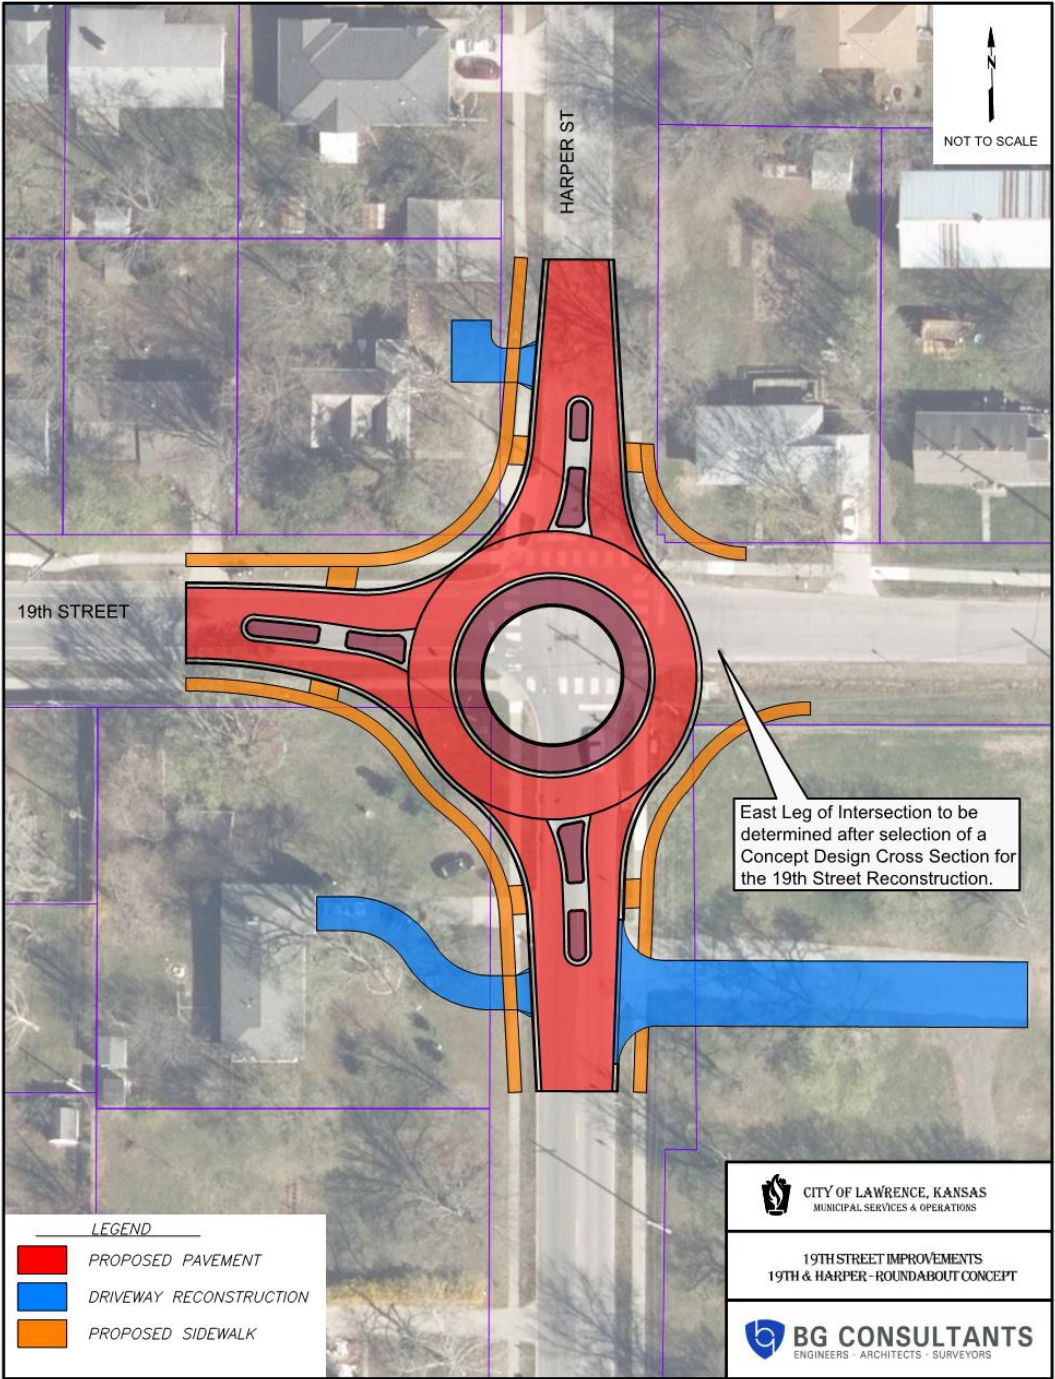 N
NOT TO SCALE
HARPER ST
19th STREET
East Leg of Intersection to be
determined after selection of a
Concept Design Cross Section for
the 19th Street Reconstruction.
LEGEND
PROPOSED PAVEMENT
DRIVEWAY RECONSTRUCTION
PROPOSED SIDEWALK
CITY OF LAWRENCE, KANSAS
MUNICIPAL SERVICES & OPERATIONS
19TH STREET IMPROVEMENTS
19TH & HARPER - ROUNDABOUT CONCEPT
BG CONSULTANTS
ENGINEERS · ARCHITECTS · SURVEYORS